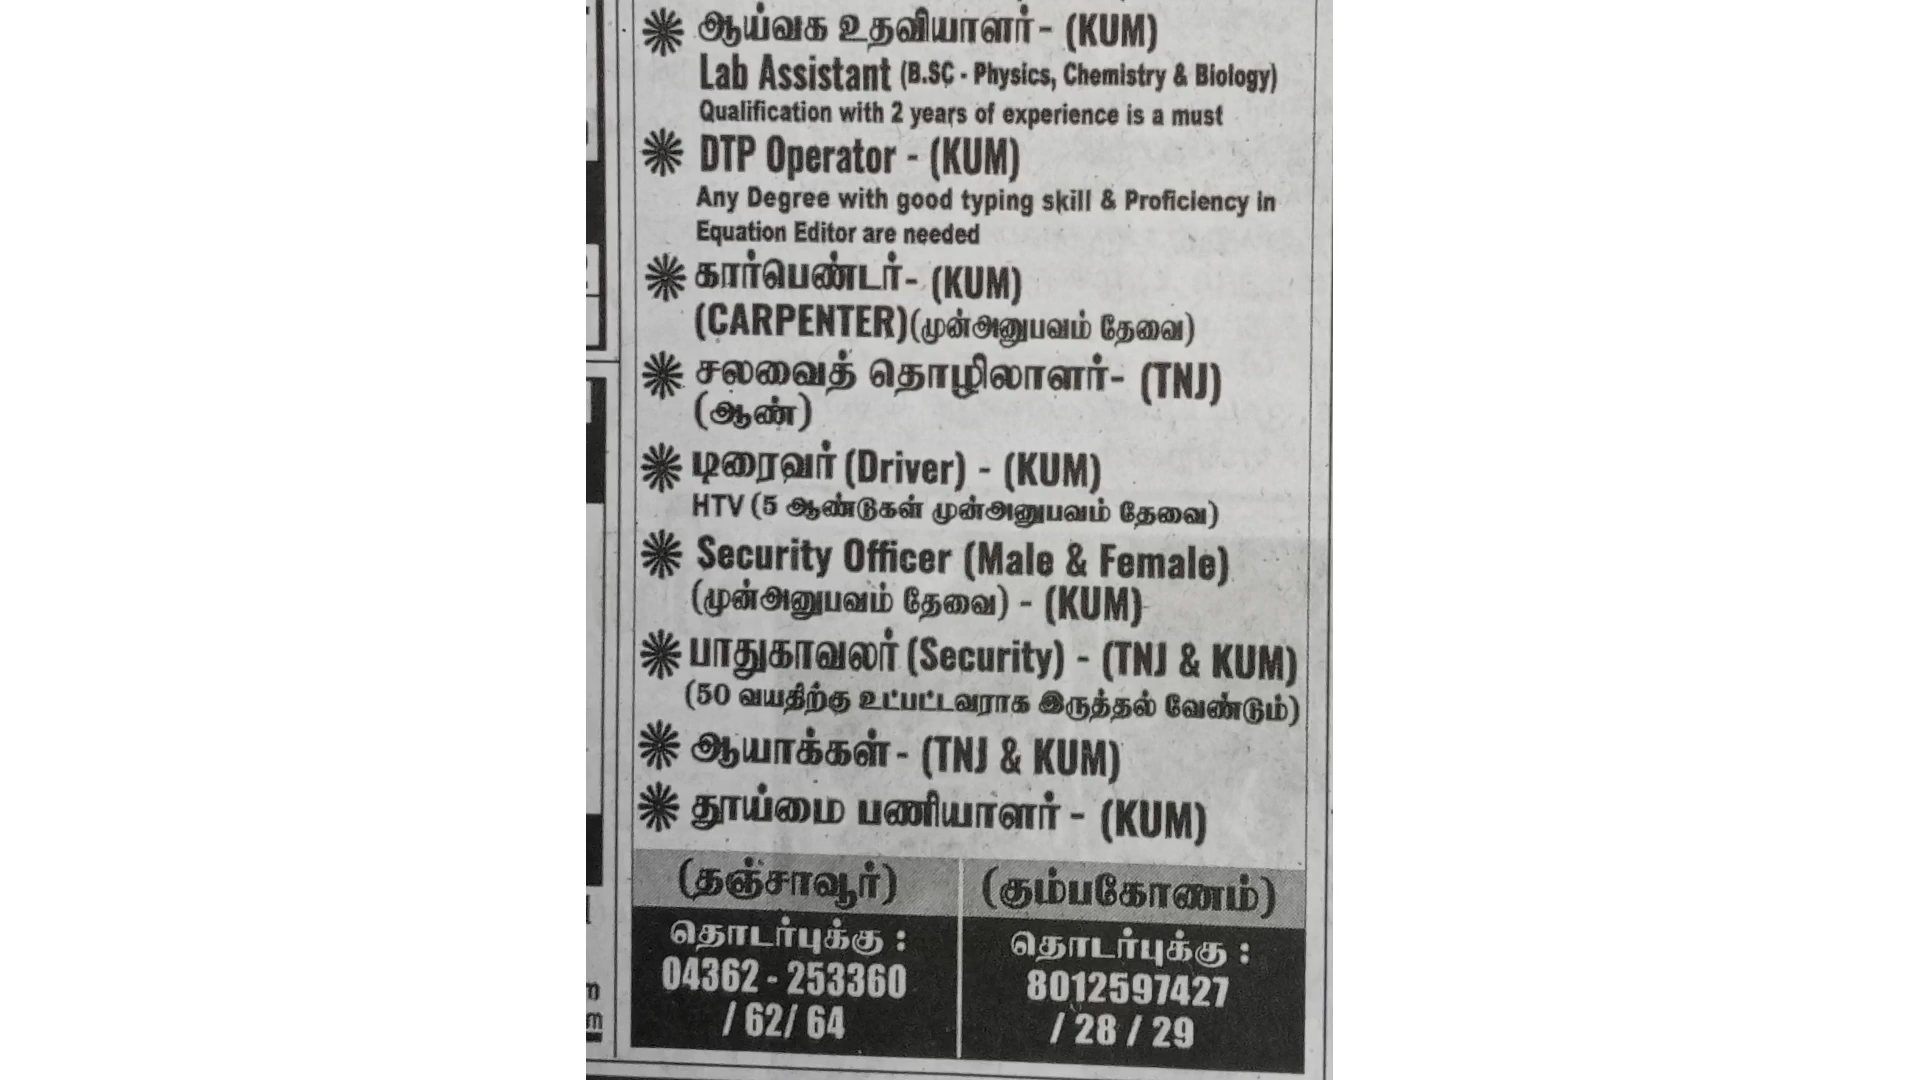 ஆய்வக உதவியாளர் - (KUM)
Lab Assistant (B.SC - Physics, Chemistry & Biology)
Qualification with 2 years of experience is a must
DTP Operator - (KUM)
Any Degree with good typing skill & Proficiency in
Equation Editor are needed
கார்பெண்டர் - (KUM)
(CARPENTER)(முன்அனுபவம் தேவை)
சலவைத் தொழிலாளர் - (TNJ)
(ஆண்)
டிரைவர் (Driver) - (KUM)
HTV (5 ஆண்டுகள் முன்அனுபவம் தேவை)
Security Officer (Male & Female)
(முன்அனுபவம் தேவை) - (KUM)
பாதுகாவலர் (Security) - (TNJ & KUM)
(50 வயதிற்கு உட்பட்டவராக இருத்தல் வேண்டும்)
ஆயாக்கள் - (TNJ & KUM)
தூய்மை பணியாளர் - (KUM)
(தஞ்சாவூர்)
தொடர்புக்கு :
04362 - 253360
/ 62/ 64
(கும்பகோணம்)
தொடர்புக்கு :
8012597427
/ 28 / 29